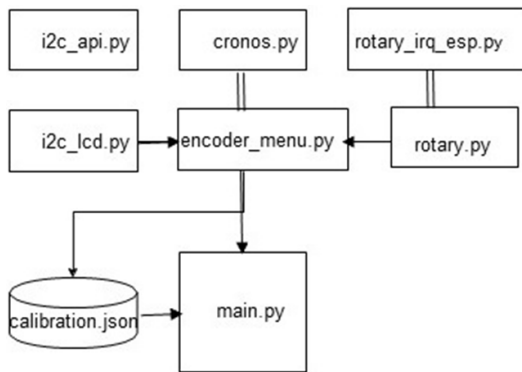 i2c_api.py
cronos.py
rotary_irq_esp.py
i2c_lcd.py
encoder_menu.py
rotary.py
calibration.json
main.py